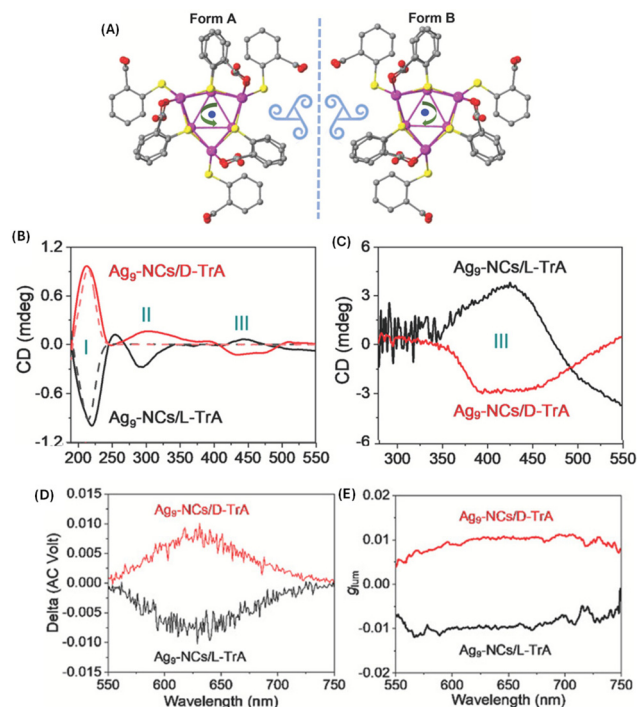 (A) Form A Form B
(B) (C)
CD (mdeg)
1.2
0.6
0.0
-0.6
-1.2
Ag₉-NCs/D-TrA
I II III
Ag₉-NCs/L-TrA
200 250 300 350 400 450 500 550
CD (mdeg)
6
3
0
-3
-6
Ag₉-NCs/L-TrA
III
Ag₉-NCs/D-TrA
300 350 400 450 500 550
(D) (E)
Delta (AC Volt)
0.015
0.010
0.005
0.000
-0.005
-0.010
-0.015
Ag₉-NCs/D-TrA
Ag₉-NCs/L-TrA
550 600 650 700 750
Wavelength (nm)
glum
0.02
0.01
0.00
-0.01
-0.02
Ag₉-NCs/D-TrA
Ag₉-NCs/L-TrA
550 600 650 700 750
Wavelength (nm)